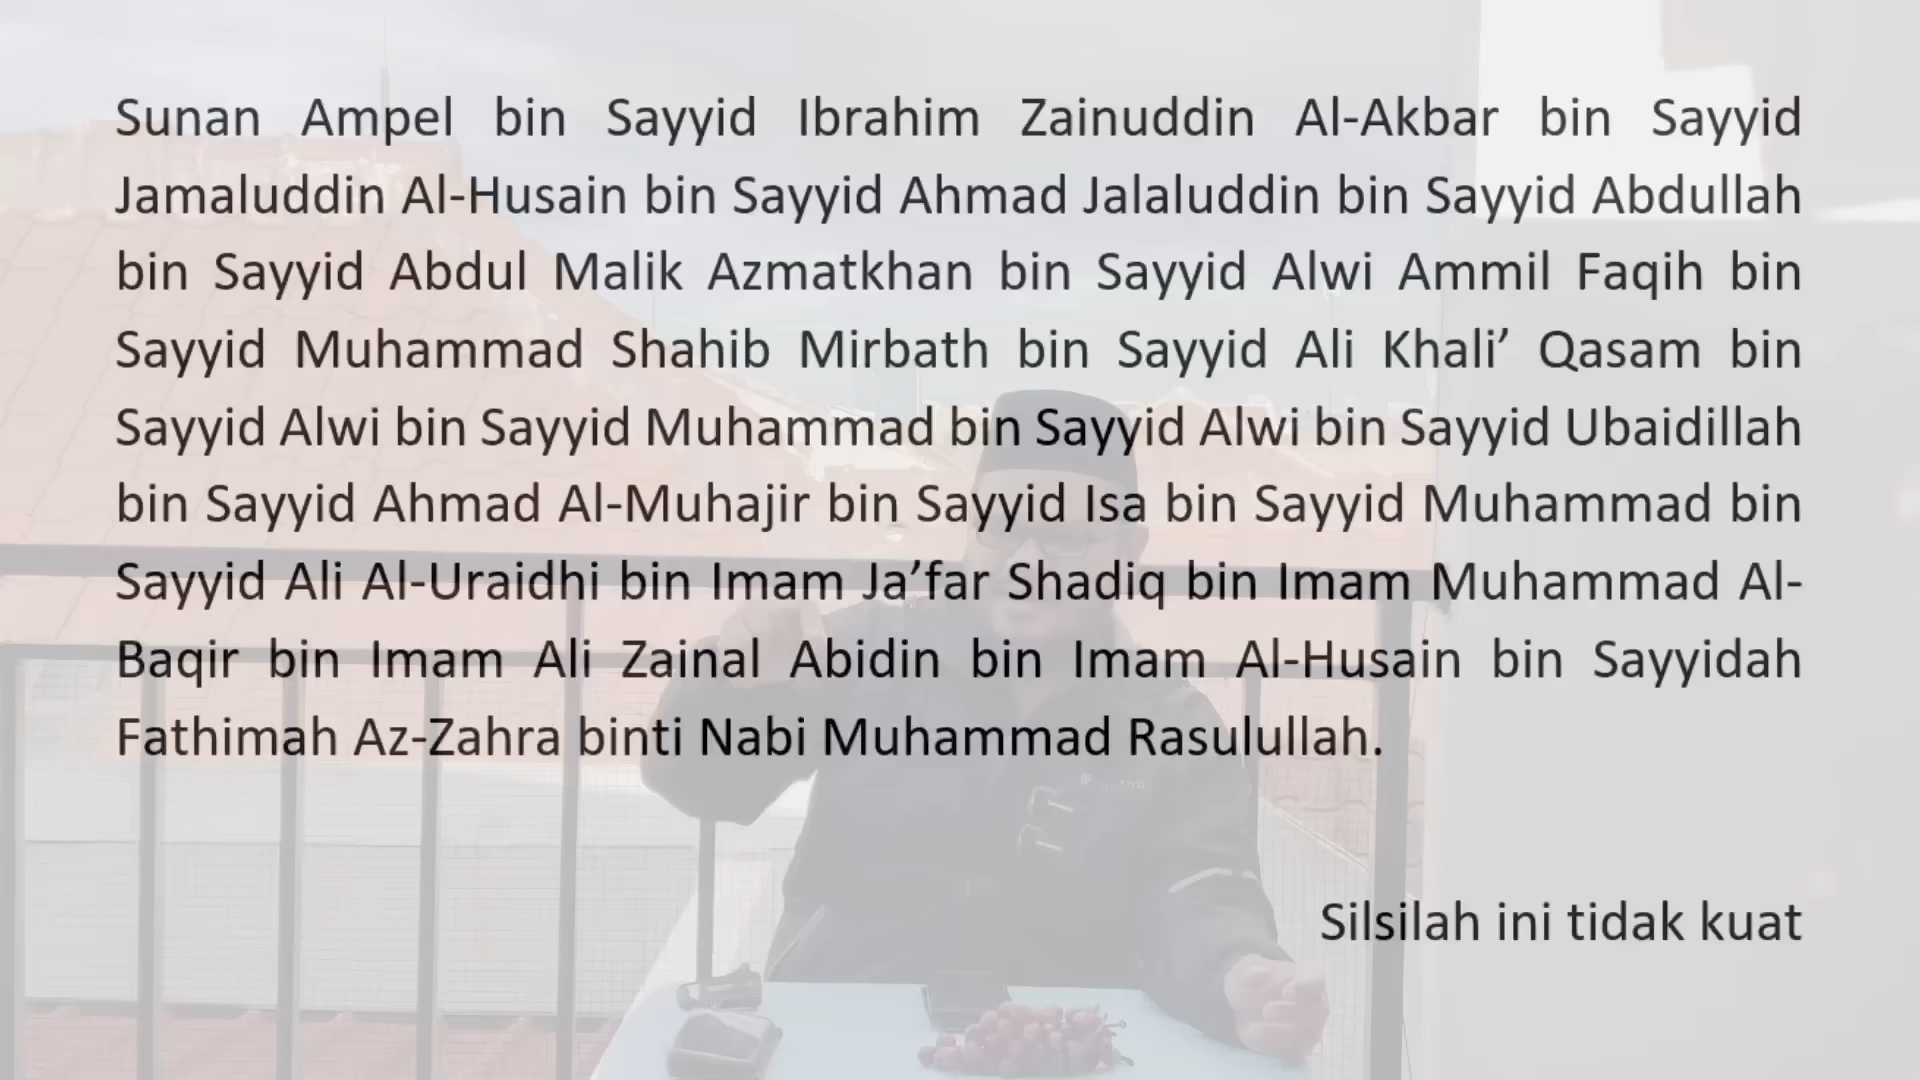 Sunan Ampel bin Sayyid Ibrahim Zainuddin Al-Akbar bin Sayyid
Jamaluddin Al-Husain bin Sayyid Ahmad Jalaluddin bin Sayyid Abdullah
bin Sayyid Abdul Malik Azmatkhan bin Sayyid Alwi Ammil Faqih bin
Sayyid Muhammad Shahib Mirbath bin Sayyid Ali Khali’ Qasam bin
Sayyid Alwi bin Sayyid Muhammad bin Sayyid Alwi bin Sayyid Ubaidillah
bin Sayyid Ahmad Al-Muhajir bin Sayyid Isa bin Sayyid Muhammad bin
Sayyid Ali Al-Uraidhi bin Imam Ja’far Shadiq bin Imam Muhammad Al-
Baqir bin Imam Ali Zainal Abidin bin Imam Al-Husain bin Sayyidah
Fathimah Az-Zahra binti Nabi Muhammad Rasulullah.
Silsilah ini tidak kuat